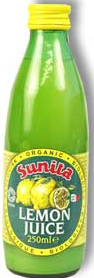 ORGANIC
Sunita
LEMON
JUICE
250ml e